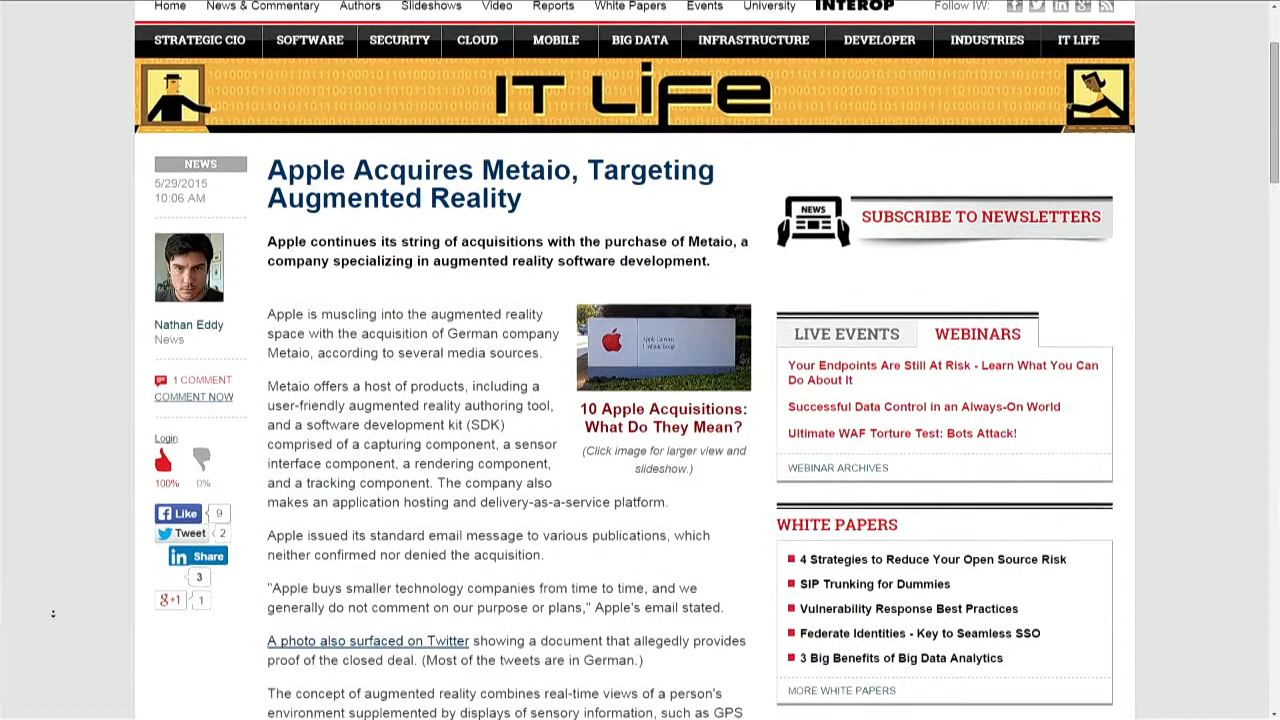 Home News & Commentary Authors Slideshows Video Reports White Papers Events University INTEROP Follow IW:
STRATEGIC CIO SOFTWARE SECURITY CLOUD MOBILE BIG DATA INFRASTRUCTURE DEVELOPER INDUSTRIES IT LIFE
IT LiFE
NEWS
5/29/2015
10:06 AM
Nathan Eddy
News
1 COMMENT
COMMENT NOW
Login
100% 0%
Like 9
Tweet 2
in Share
3
g+1 1
Apple Acquires Metaio, Targeting
Augmented Reality
Apple continues its string of acquisitions with the purchase of Metaio, a
company specializing in augmented reality software development.
Apple is muscling into the augmented reality
space with the acquisition of German company
Metaio, according to several media sources.
10 Apple Acquisitions:
What Do They Mean?
(Click image for larger view and
slideshow.)
Metaio offers a host of products, including a
user-friendly augmented reality authoring tool,
and a software development kit (SDK)
comprised of a capturing component, a sensor
interface component, a rendering component,
and a tracking component. The company also
makes an application hosting and delivery-as-a-service platform.
Apple issued its standard email message to various publications, which
neither confirmed nor denied the acquisition.
"Apple buys smaller technology companies from time to time, and we
generally do not comment on our purpose or plans," Apple's email stated.
A photo also surfaced on Twitter showing a document that allegedly provides
proof of the closed deal. (Most of the tweets are in German.)
The concept of augmented reality combines real-time views of a person's
environment supplemented by displays of sensory information, such as GPS
NEWS
SUBSCRIBE TO NEWSLETTERS
LIVE EVENTS WEBINARS
Your Endpoints Are Still At Risk - Learn What You Can
Do About It
Successful Data Control in an Always-On World
Ultimate WAF Torture Test: Bots Attack!
WEBINAR ARCHIVES
WHITE PAPERS
4 Strategies to Reduce Your Open Source Risk
SIP Trunking for Dummies
Vulnerability Response Best Practices
Federate Identities - Key to Seamless SSO
3 Big Benefits of Big Data Analytics
MORE WHITE PAPERS